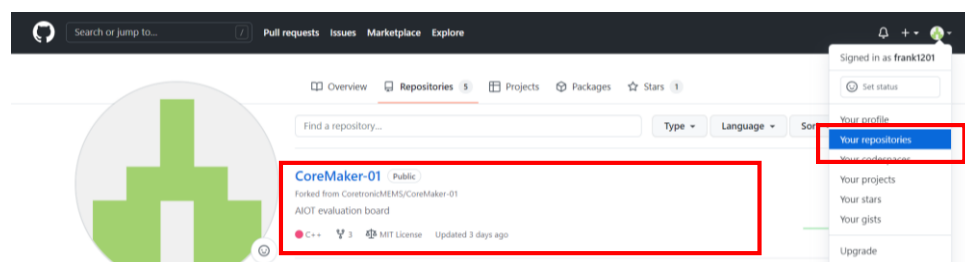 Search or jump to... /
Pull requests Issues Marketplace Explore
Signed in as frank1201
Set status
Overview Repositories 5 Projects Packages Stars 1
Find a repository...
Type Language
Your profile
Your repositories
Your codespaces
Your projects
Your stars
Your gists
Upgrade
CoreMaker-01 Public
Forked from CoretronicMEMS/CoreMaker-01
AIOT evaluation board
C++ 3 MIT License Updated 3 days ago